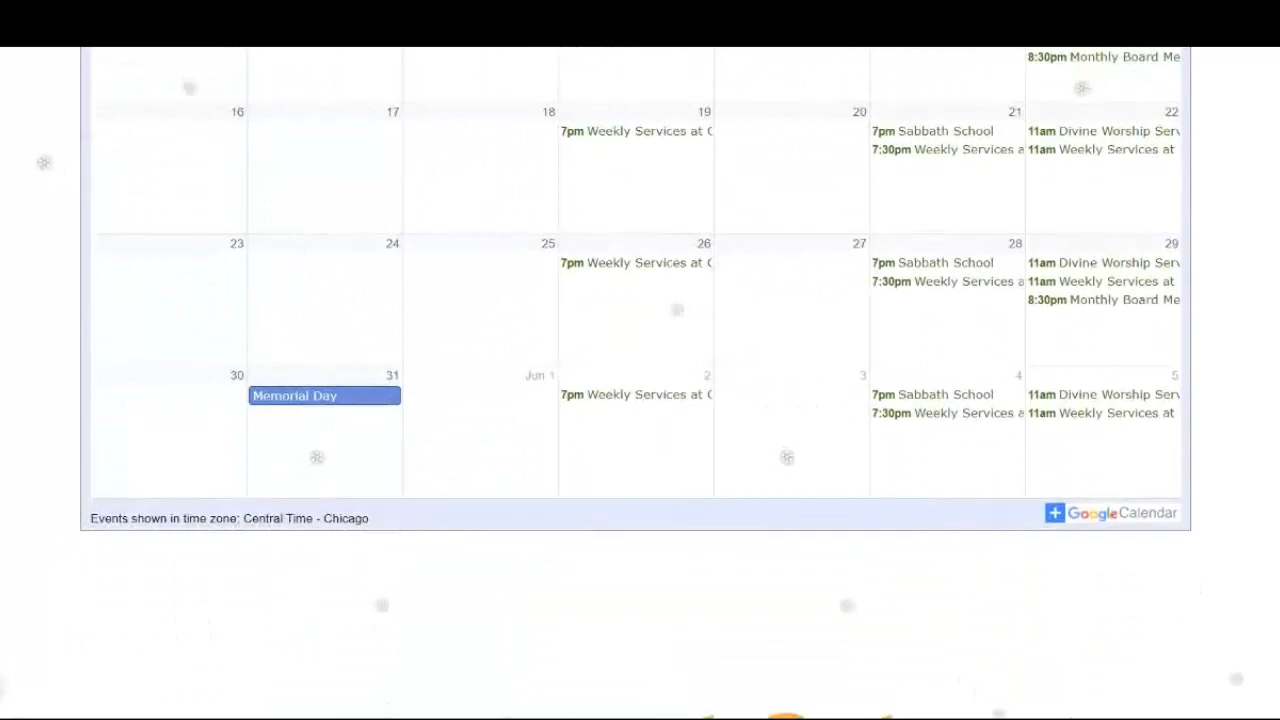 8:30pm Monthly Board Me
16 17 18 19 20 21 22
7pm Weekly Services at C 7pm Sabbath School 11am Divine Worship Serv
7:30pm Weekly Services a 11am Weekly Services at
23 24 25 26 27 28 29
7pm Weekly Services at C 7pm Sabbath School 11am Divine Worship Serv
7:30pm Weekly Services a 11am Weekly Services at
8:30pm Monthly Board Me
30 31 Jun 1 2 3 4 5
Memorial Day 7pm Weekly Services at C 7pm Sabbath School 11am Divine Worship Serv
7:30pm Weekly Services a 11am Weekly Services at
Events shown in time zone: Central Time - Chicago
Google Calendar